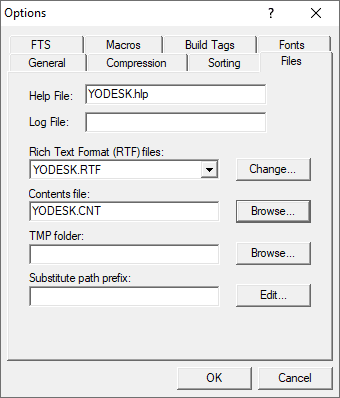 Options
FTS Macros Build Tags Fonts
General Compression Sorting Files
Help File: YODESK.hlp
Log File:
Rich Text Format (RTF) files:
YODESK.RTF Change...
Contents file:
YODESK.CNT Browse...
TMP folder:
Browse...
Substitute path prefix:
Edit...
OK Cancel